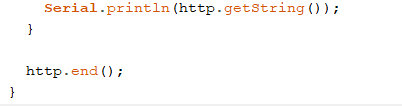 Serial.println(http.getString());
}
http.end();
}